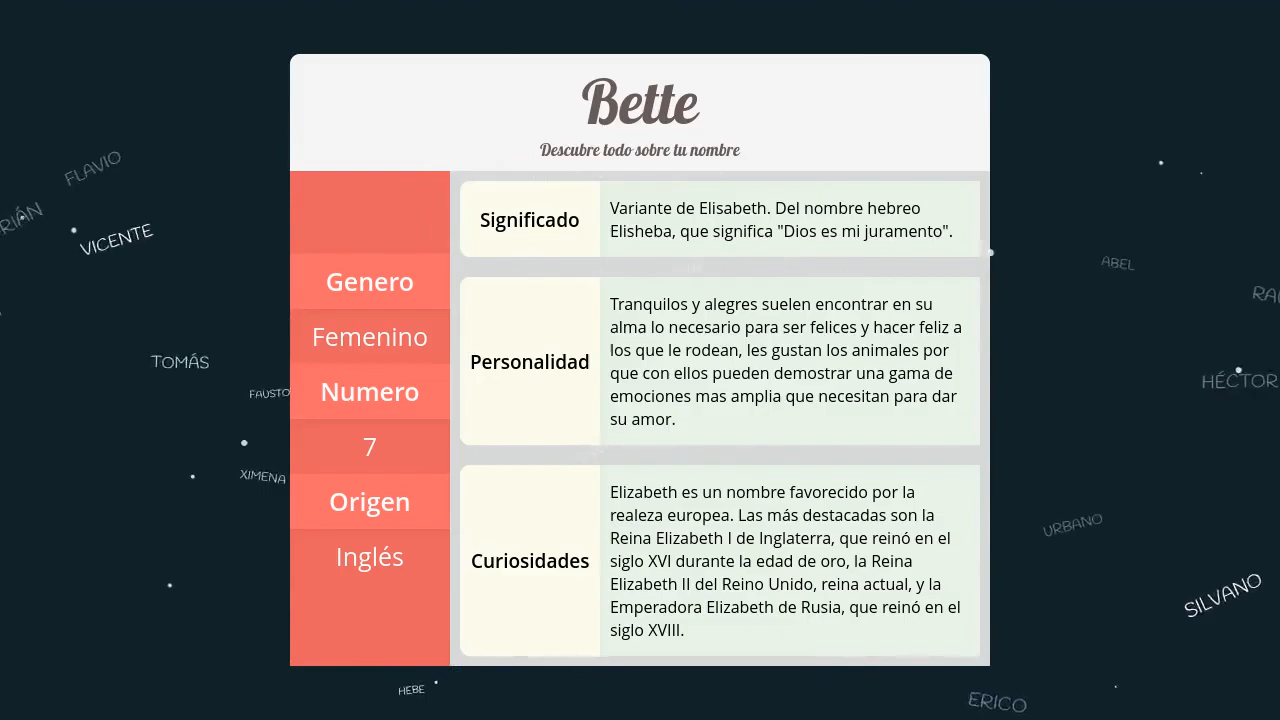 Bette
Descubre todo sobre tu nombre
Genero
Femenino
Numero
7
Origen
Inglés
Significado
Variante de Elisabeth. Del nombre hebreo
Elisheba, que significa "Dios es mi juramento".
Personalidad
Tranquilos y alegres suelen encontrar en su
alma lo necesario para ser felices y hacer feliz a
los que le rodean, les gustan los animales por
que con ellos pueden demostrar una gama de
emociones mas amplia que necesitan para dar
su amor.
Curiosidades
Elizabeth es un nombre favorecido por la
realeza europea. Las más destacadas son la
Reina Elizabeth I de Inglaterra, que reinó en el
siglo XVI durante la edad de oro, la Reina
Elizabeth II del Reino Unido, reina actual, y la
Emperadora Elizabeth de Rusia, que reinó en el
siglo XVIII.
FLAVIO
VICENTE
TOMÁS
FAUSTO
XIMENA
HEBE
ABEL
HÉCTOR
URBANO
SILVANO
ERICO